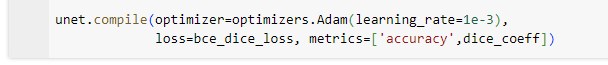 unet.compile(optimizer=optimizers.Adam(learning_rate=1e-3),
loss=bce_dice_loss, metrics=['accuracy',dice_coeff])